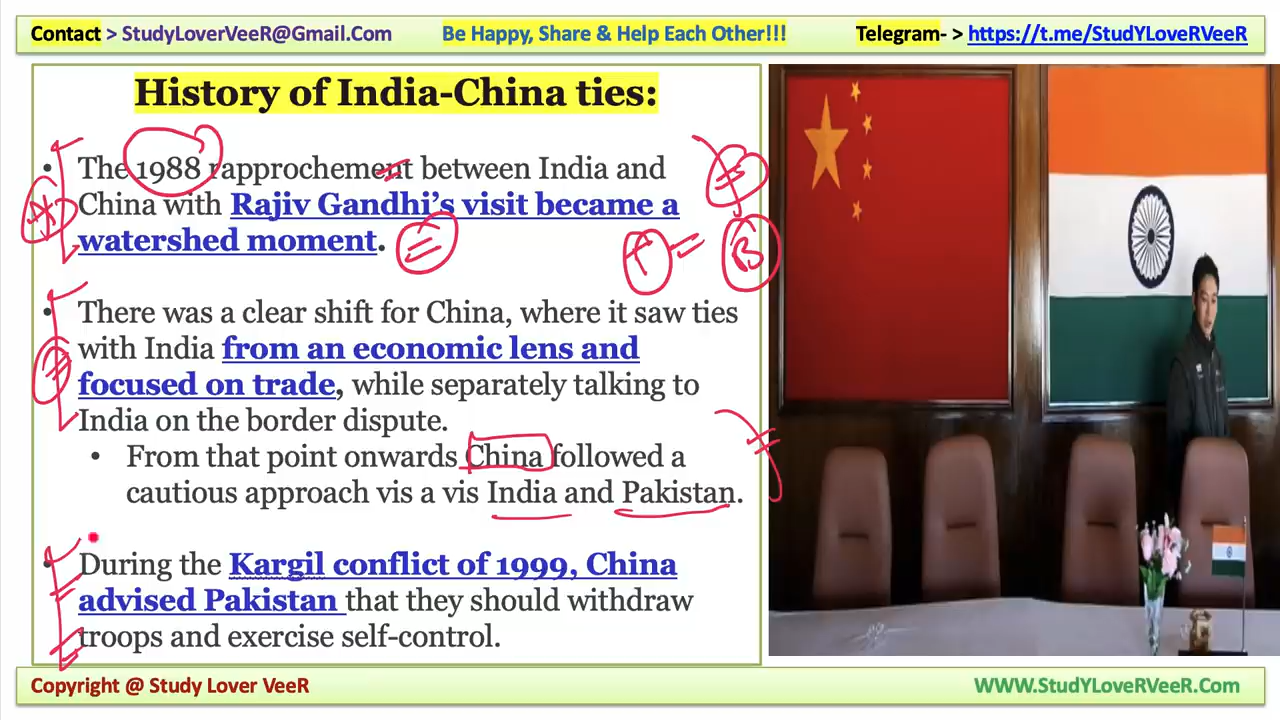 Contact > StudyLoverVeeR@Gmail.Com
Be Happy, Share & Help Each Other!!!
Telegram- > https://t.me/StudYLoveRVeeR
History of India-China ties:
• The 1988 rapprochement between India and
China with Rajiv Gandhi's visit became a
watershed moment.
T = B
• There was a clear shift for China, where it saw ties
with India from an economic lens and
focused on trade, while separately talking to
India on the border dispute.
• From that point onwards China followed a
cautious approach vis a vis India and Pakistan.
• During the Kargil conflict of 1999, China
advised Pakistan that they should withdraw
troops and exercise self-control.
Copyright @ Study Lover VeeR
WWW.StudYLoveRVeeR.Com